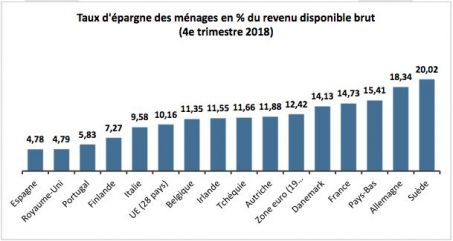 Taux d'épargne des ménages en % du revenu disponible brut
(4e trimestre 2018)
4,78
4,79
5,83
7,27
9,58
10,16
11,35
11,55
11,66
11,88
12,42
14,13
14,73
15,41
18,34
20,02
Espagne
Royaume-Uni
Portugal
Finlande
Italie
UE (28 pays)
Belgique
Irlande
Tchéquie
Autriche
Zone euro (19...
Danemark
France
Pays-Bas
Allemagne
Suède